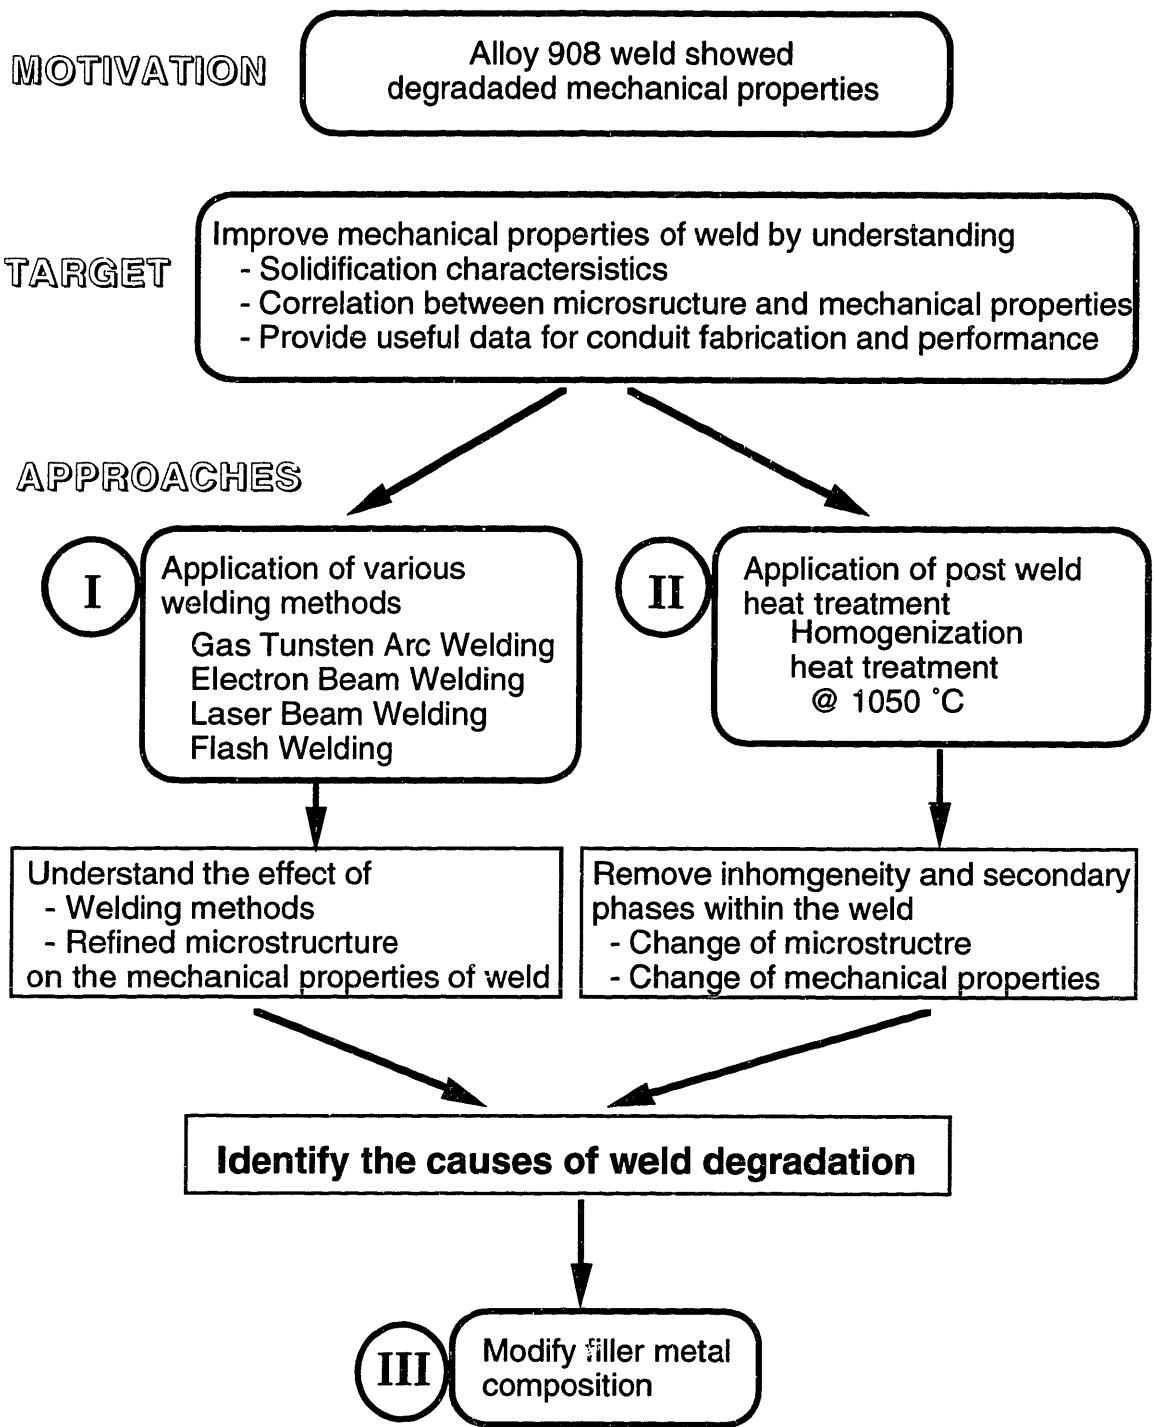 MOTIVATION
Alloy 908 weld showed
degradaded mechanical properties
TARGET
Improve mechanical properties of weld by understanding
- Solidification charactersistics
- Correlation between microsructure and mechanical properties
- Provide useful data for conduit fabrication and performance
APPROACHES
I
Application of various
welding methods
Gas Tunsten Arc Welding
Electron Beam Welding
Laser Beam Welding
Flash Welding
II
Application of post weld
heat treatment
Homogenization
heat treatment
@ 1050 °C
Understand the effect of
- Welding methods
- Refined microstrucrture
on the mechanical properties of weld
Remove inhomgeneity and secondary
phases within the weld
- Change of microstructre
- Change of mechanical properties
Identify the causes of weld degradation
III
Modify filler metal
composition